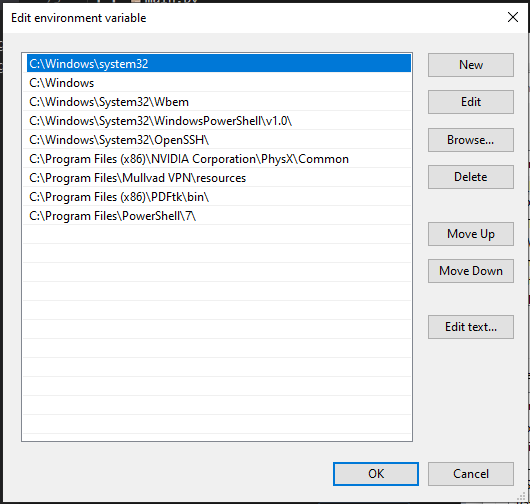 Edit environment variable
C:\Windows\system32
C:\Windows
C:\Windows\System32\Wbem
C:\Windows\System32\WindowsPowerShell\v1.0\
C:\Windows\System32\OpenSSH\
C:\Program Files (x86)\NVIDIA Corporation\PhysX\Common
C:\Program Files\Mullvad VPN\resources
C:\Program Files (x86)\PDFtk\bin\
C:\Program Files\PowerShell\7\
New
Edit
Browse...
Delete
Move Up
Move Down
Edit text...
OK
Cancel